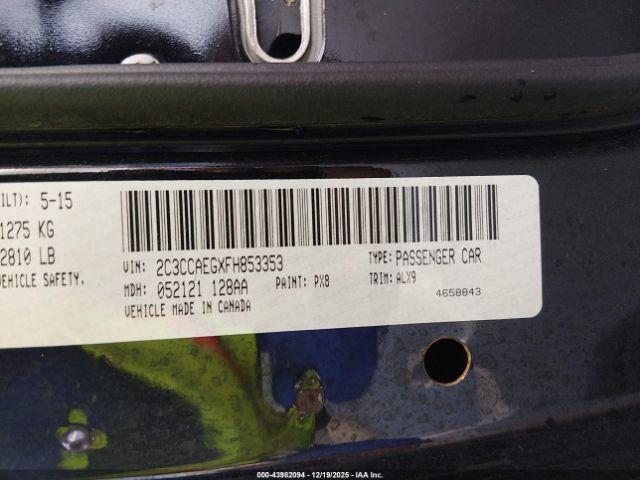 ILT): 5-15
1275 KG
2810 LB
VEHICLE SAFETY,
VIN: 2C3CCAEGXFH853353
TYPE: PASSENGER CAR
MDH: 052121 128AA
PAINT: PX8
TRIM: ALX9
VEHICLE MADE IN CANADA
4658843
000-43982094 - 12/19/2025 - IAA Inc.